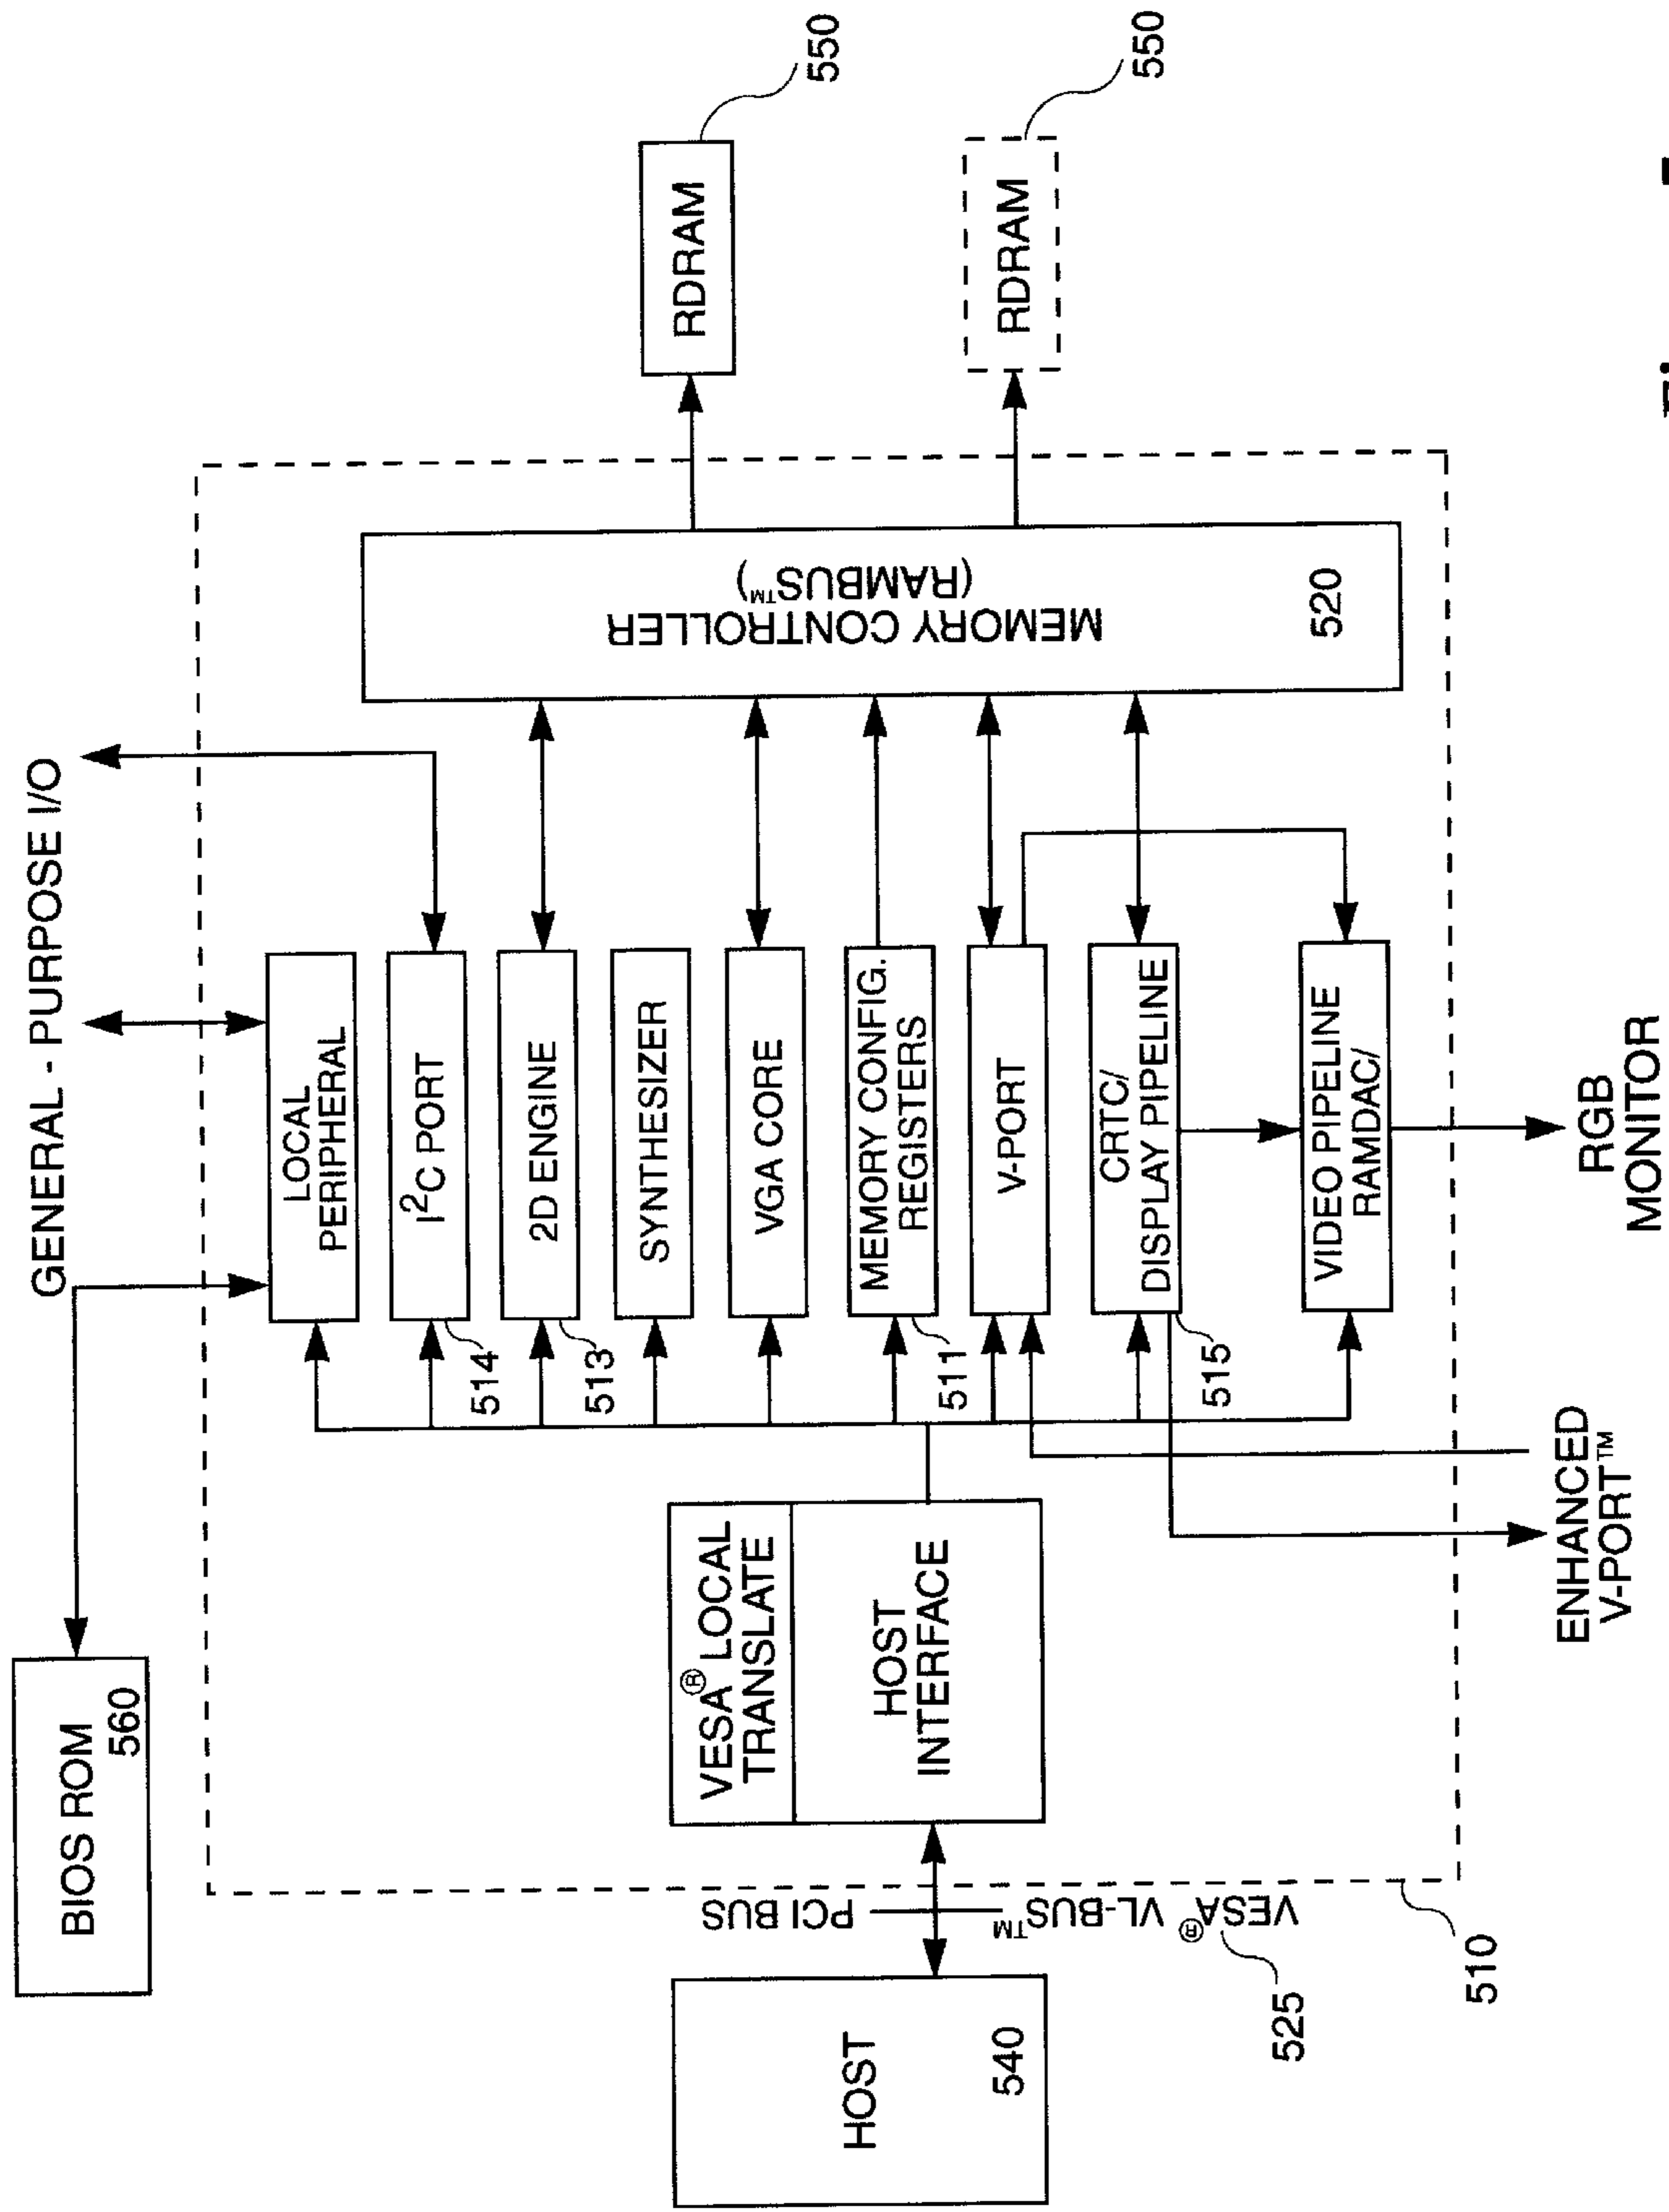 BIOS ROM
560
GENERAL - PURPOSE I/O
LOCAL
PERIPHERAL
I²C PORT
514
2D ENGINE
513
SYNTHESIZER
VGA CORE
MEMORY CONFIG.
REGISTERS
511
V-PORT
CRTC/
DISPLAY PIPELINE
515
VIDEO PIPELINE
RAMDAC/
HOST
540
PCI BUS
VESA® VL-BUS™
525
510
VESA® LOCAL
TRANSLATE
HOST
INTERFACE
MEMORY CONTROLLER
(RAMBUS™)
520
RDRAM
550
RDRAM
550
ENHANCED
V-PORT™
RGB
MONITOR